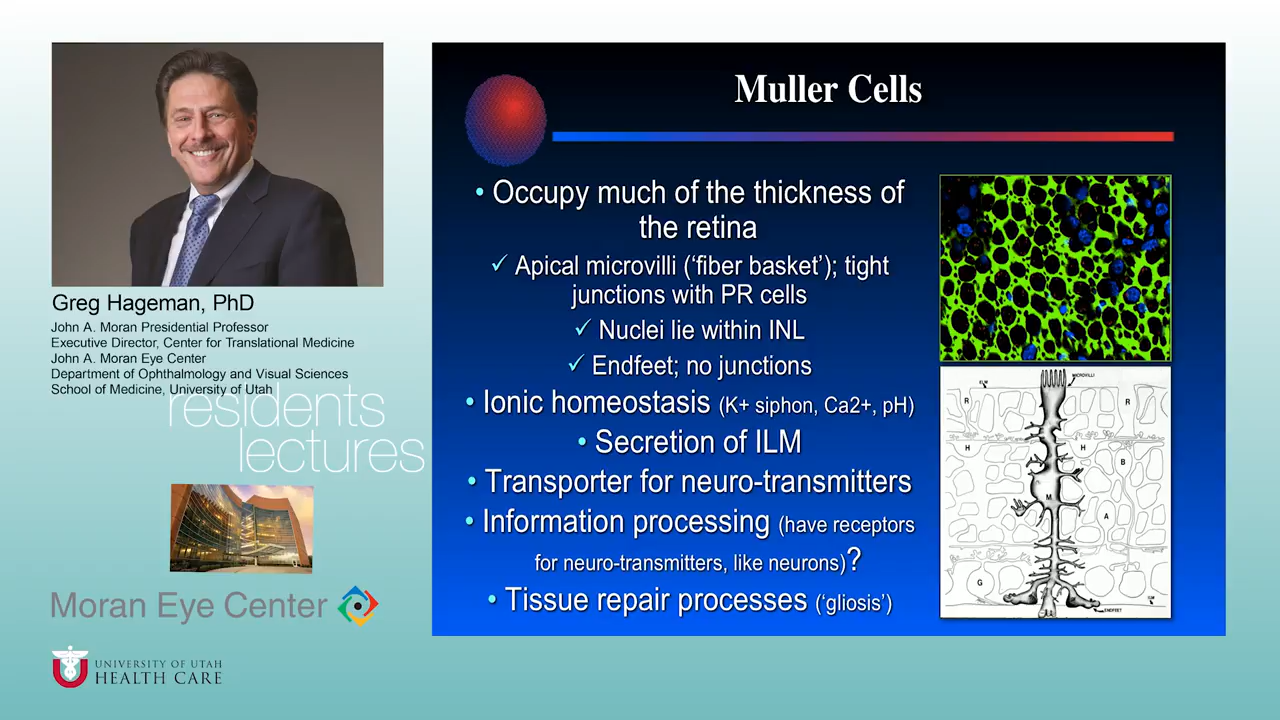 Greg Hageman, PhD
John A. Moran Presidential Professor
Executive Director, Center for Translational Medicine
John A. Moran Eye Center
Department of Ophthalmology and Visual Sciences
School of Medicine, University of Utah
residents
lectures
Moran Eye Center
UNIVERSITY OF UTAH
HEALTH CARE
Muller Cells
• Occupy much of the thickness of
the retina
✓ Apical microvilli (‘fiber basket’); tight
junctions with PR cells
✓ Nuclei lie within INL
✓ Endfeet; no junctions
• Ionic homeostasis (K+ siphon, Ca2+, pH)
• Secretion of ILM
• Transporter for neuro-transmitters
• Information processing (have receptors
for neuro-transmitters, like neurons)?
• Tissue repair processes (‘gliosis’)
MICROVILLI
ELM
R
R
H
H
B
M
A
G
ILM
ENDFEET